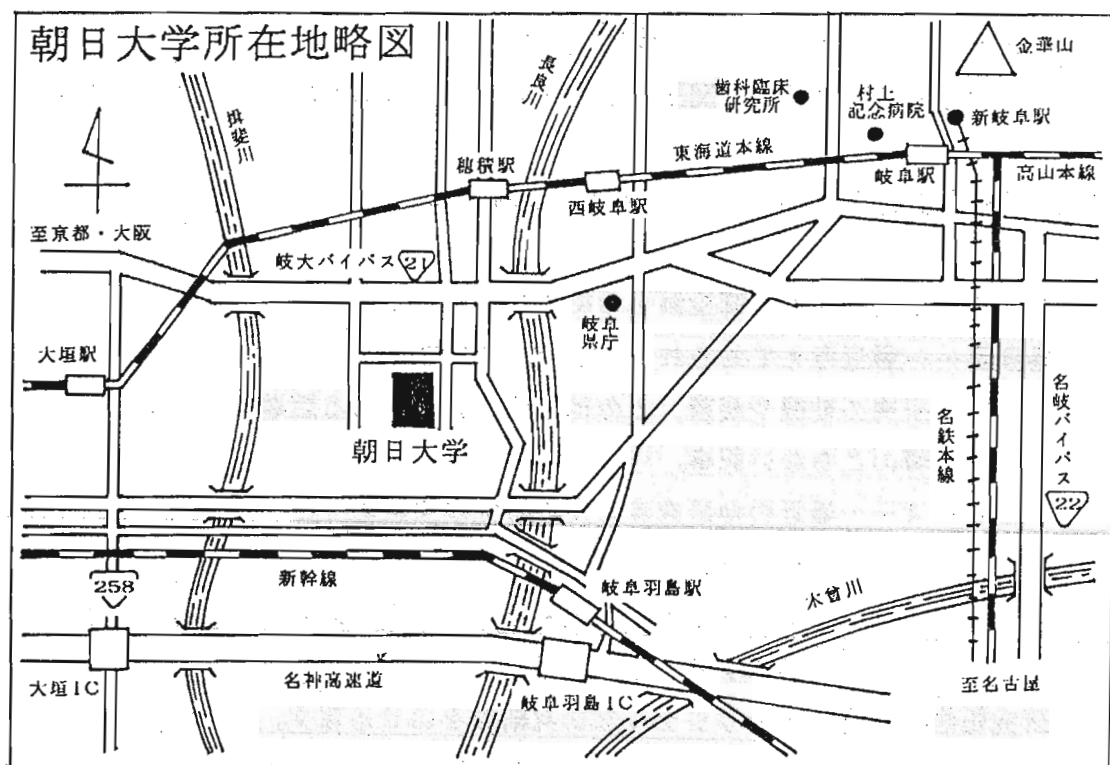 朝日大学所在地略図
金華山
長良川
揖斐川
歯科臨床
研究所
村上
記念病院
新岐阜駅
東海道本線
穂積駅
西岐阜駅
岐阜駅
高山本線
至京都・大阪
岐大バイパス
21
岐阜
県庁
大垣駅
朝日大学
名鉄本線
名岐バイパス
22
新幹線
258
岐阜羽島駅
木曽川
大垣IC
名神高速道
岐阜羽島IC
至名古屋